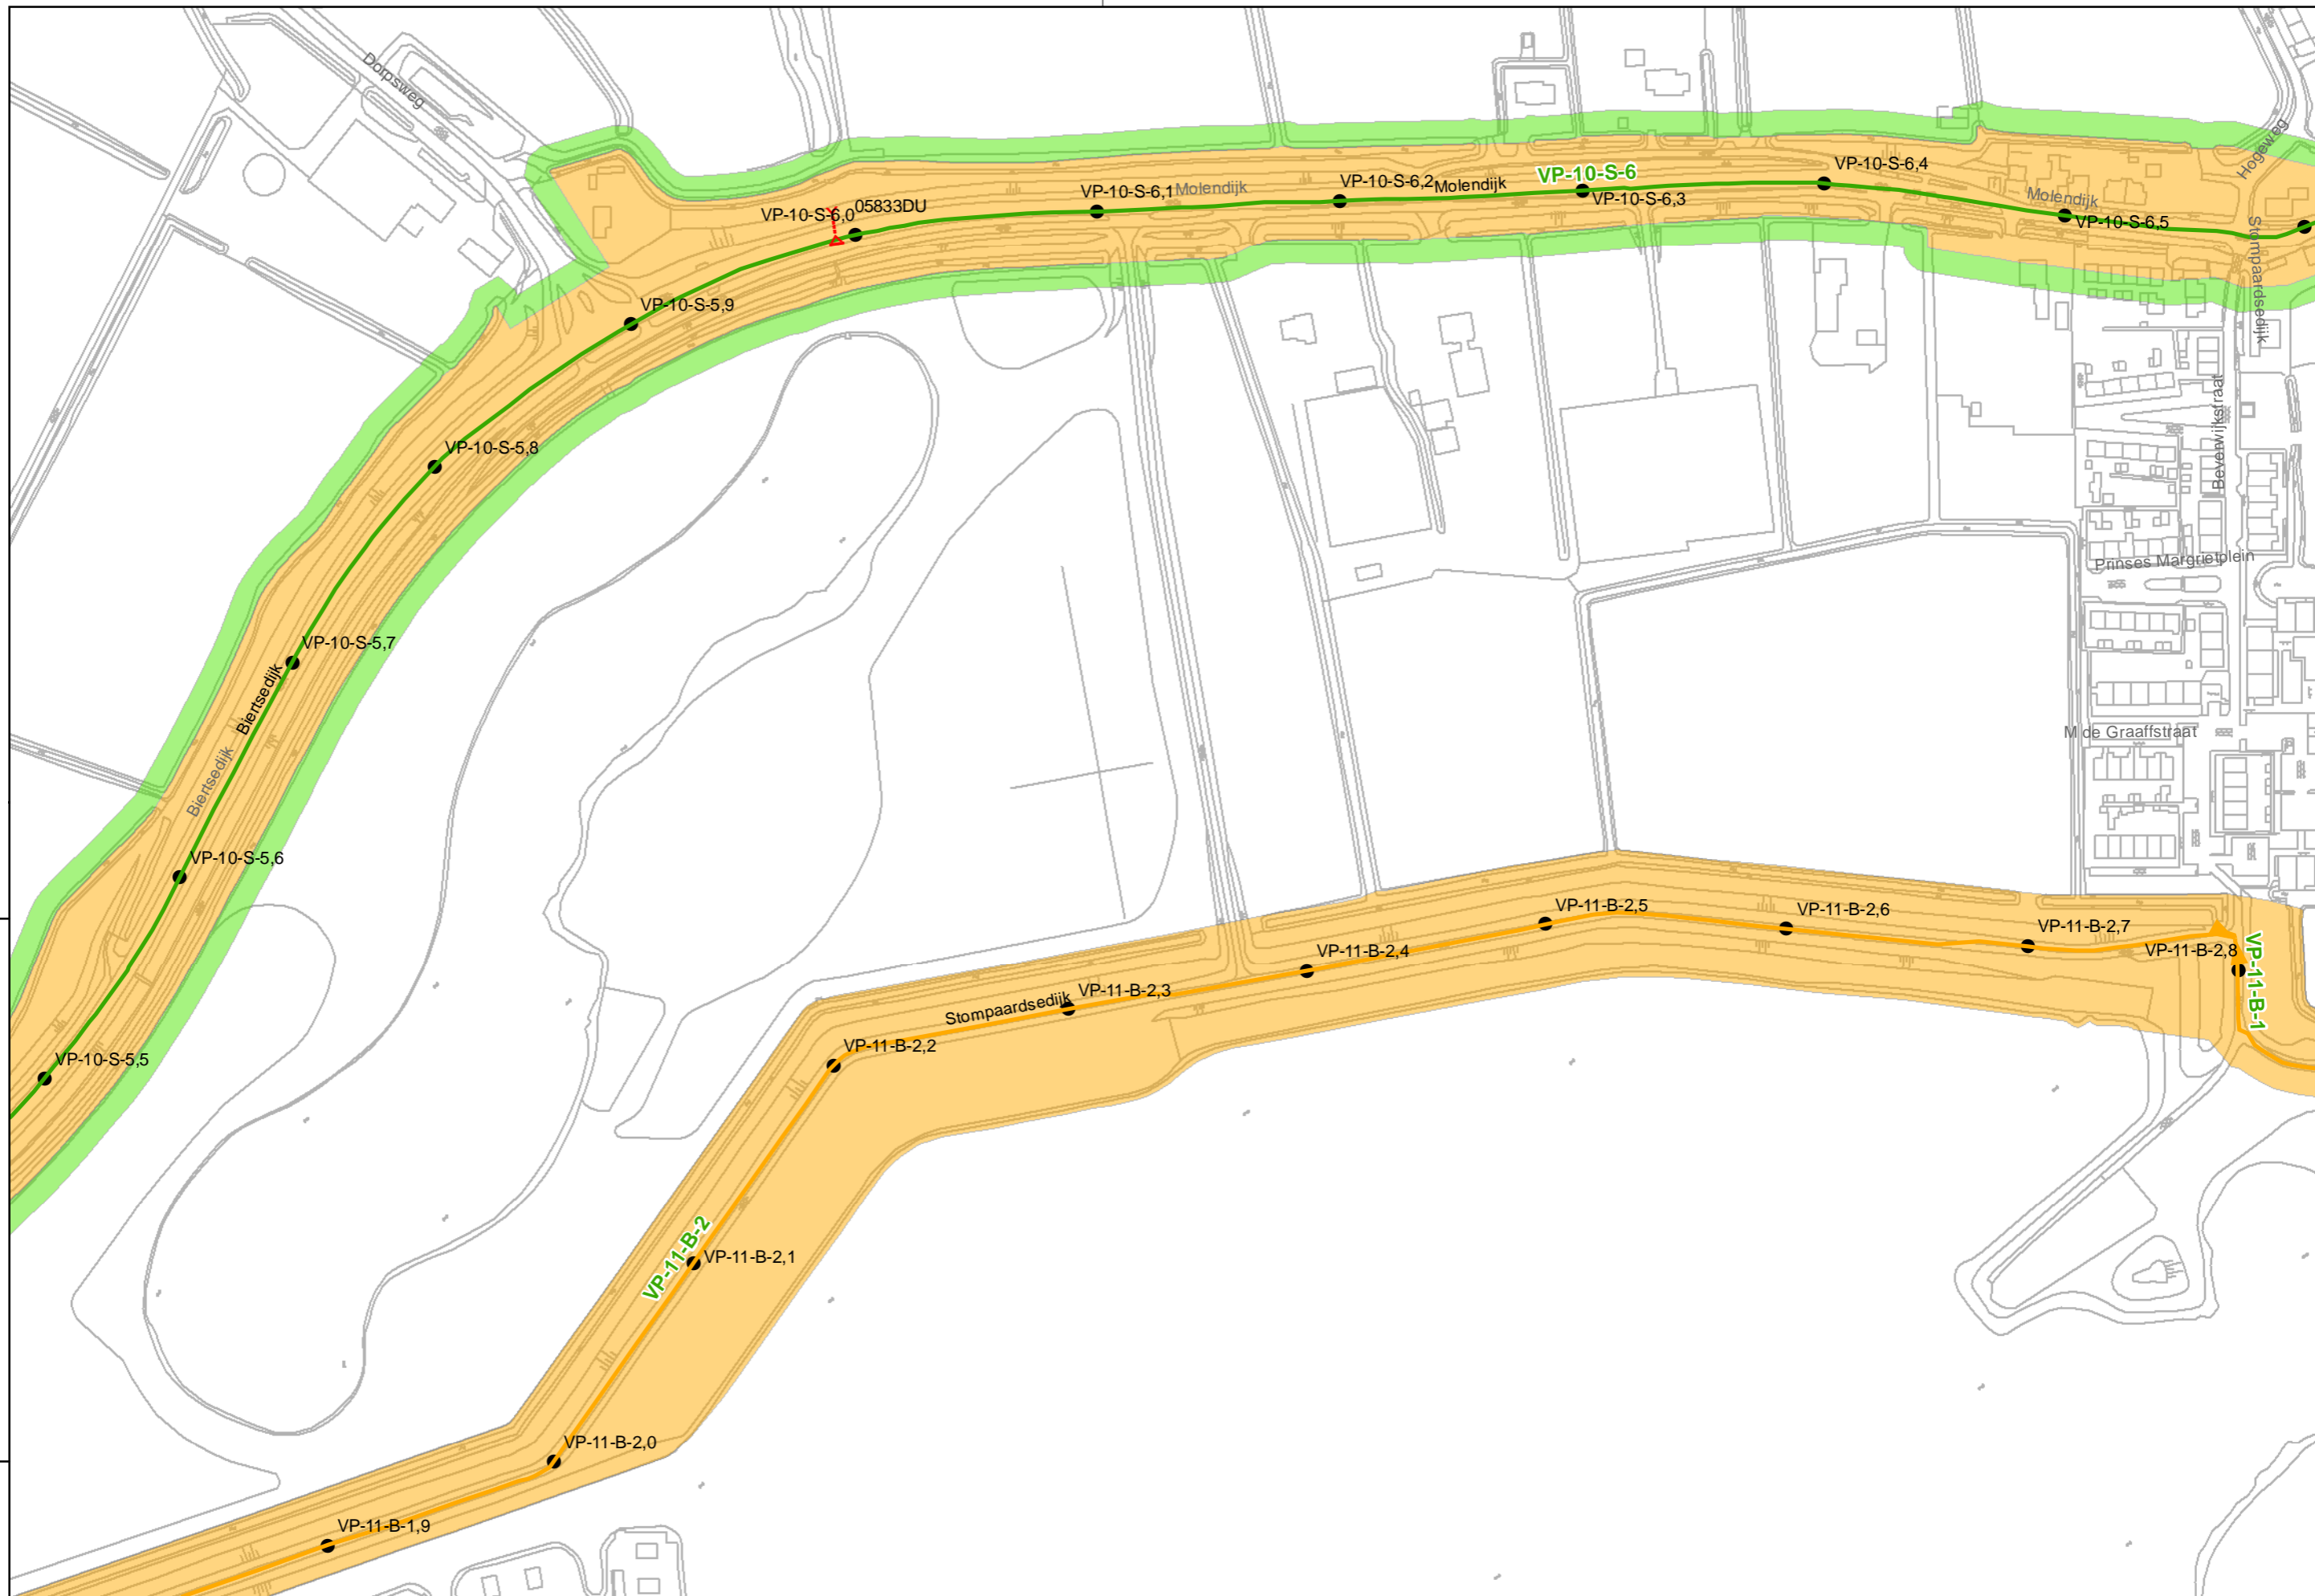 Dorpsweg
Hogeweg
VP-10-S-6,4
VP-10-S-6
VP-10-S-6,1
Molendijk
VP-10-S-6,2
Molendijk
VP-10-S-6,3
Molendijk
VP-10-S-6,5
VP-10-S-6,0
05833DU
Stompaardsedijk
VP-10-S-5,9
Beverwijkstraat
VP-10-S-5,8
Prinses Margrietplein
VP-10-S-5,7
Biertsedijk
Biertsedijk
M de Graaffstraat
VP-10-S-5,6
VP-11-B-2,5
VP-11-B-2,6
VP-11-B-2,7
VP-11-B-2,4
VP-11-B-2,8
VP-11-B-1
VP-11-B-2,3
Stompaardsedijk
VP-11-B-2,2
VP-10-S-5,5
VP-11-B-2
VP-11-B-2,1
VP-11-B-2,0
VP-11-B-1,9